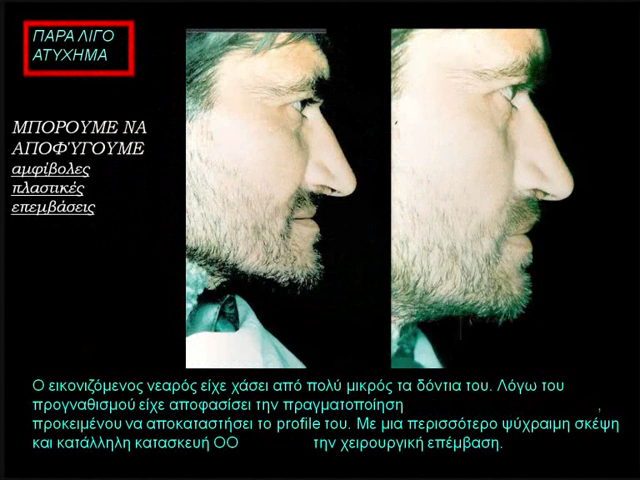 ΠΑΡΑ ΛΙΓΟ
ΑΤΥΧΗΜΑ
ΜΠΟΡΟΥΜΕ ΝΑ
ΑΠΟΦΎΓΟΥΜΕ
αμφίβολες
πλαστικές
επεμβάσεις
Ο εικονιζόμενος νεαρός είχε χάσει από πολύ μικρός τα δόντια του. Λόγω του
προγναθισμού είχε αποφασίσει την πραγματοποίηση ,
προκειμένου να αποκαταστήσει το profile του. Με μια περισσότερο ψύχραιμη σκέψη
και κατάλληλη κατασκευή ΟΟ την χειρουργική επέμβαση.